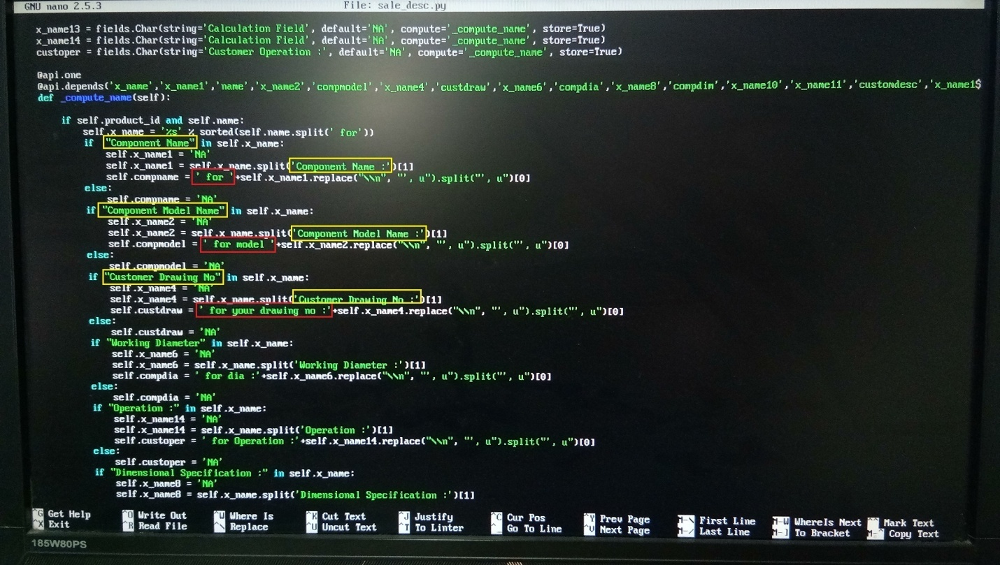 GNU nano 2.5.3 File: sale_desc.py
x_name13 = fields.Char(string='Calculation Field', default='NA', compute='_compute_name', store=True)
x_name14 = fields.Char(string='Calculation Field', default='NA', compute='_compute_name', store=True)
custoper = fields.Char(string='Customer Operation :', default='NA', compute='_compute_name', store=True)
@api.one
@api.depends('x_name','x_name1','name','x_name2','compmodel','x_name4','custdraw','x_name6','compdia','x_name8','compdim','x_name10','x_name11','customdesc','x_name1$
def _compute_name(self):
if self.product_id and self.name:
self.x_name = '%s' % sorted(self.name.split(' for'))
if "Component Name" in self.x_name:
self.x_name1 = 'NA'
self.x_name1 = self.x_name.split('Component Name :')[1]
self.compname = ' for '+self.x_name1.replace("\\n", "', u").split("', u")[0]
else:
self.compname = 'NA'
if "Component Model Name" in self.x_name:
self.x_name2 = 'NA'
self.x_name2 = self.x_name.split('Component Model Name :')[1]
self.compmodel = ' for model '+self.x_name2.replace("\\n", "', u").split("', u")[0]
else:
self.compmodel = 'NA'
if "Customer Drawing No" in self.x_name:
self.x_name4 = 'NA'
self.x_name4 = self.x_name.split('Customer Drawing No :')[1]
self.custdraw = ' for your drawing no :'+self.x_name4.replace("\\n", "', u").split("', u")[0]
else:
self.custdraw = 'NA'
if "Working Diameter" in self.x_name:
self.x_name6 = 'NA'
self.x_name6 = self.x_name.split('Working Diameter :')[1]
self.compdia = ' for dia :'+self.x_name6.replace("\\n", "', u").split("', u")[0]
else:
self.compdia = 'NA'
if "Operation :" in self.x_name:
self.x_name14 = 'NA'
self.x_name14 = self.x_name.split('Operation :')[1]
self.custoper = ' for Operation :'+self.x_name14.replace("\\n", "', u").split("', u")[0]
else:
self.custoper = 'NA'
if "Dimensional Specification :" in self.x_name:
self.x_name8 = 'NA'
self.x_name8 = self.x_name.split('Dimensional Specification :')[1]
^G Get Help ^O Write Out ^W Where Is ^K Cut Text ^J Justify ^C Cur Pos ^Y Prev Page M-\ First Line M-W WhereIs Next M-^ Mark Text
^X Exit ^R Read File ^\ Replace ^U Uncut Text ^T To Linter ^_ Go To Line ^V Next Page M-/ Last Line M-] To Bracket M-^ Copy Text
185W80PS